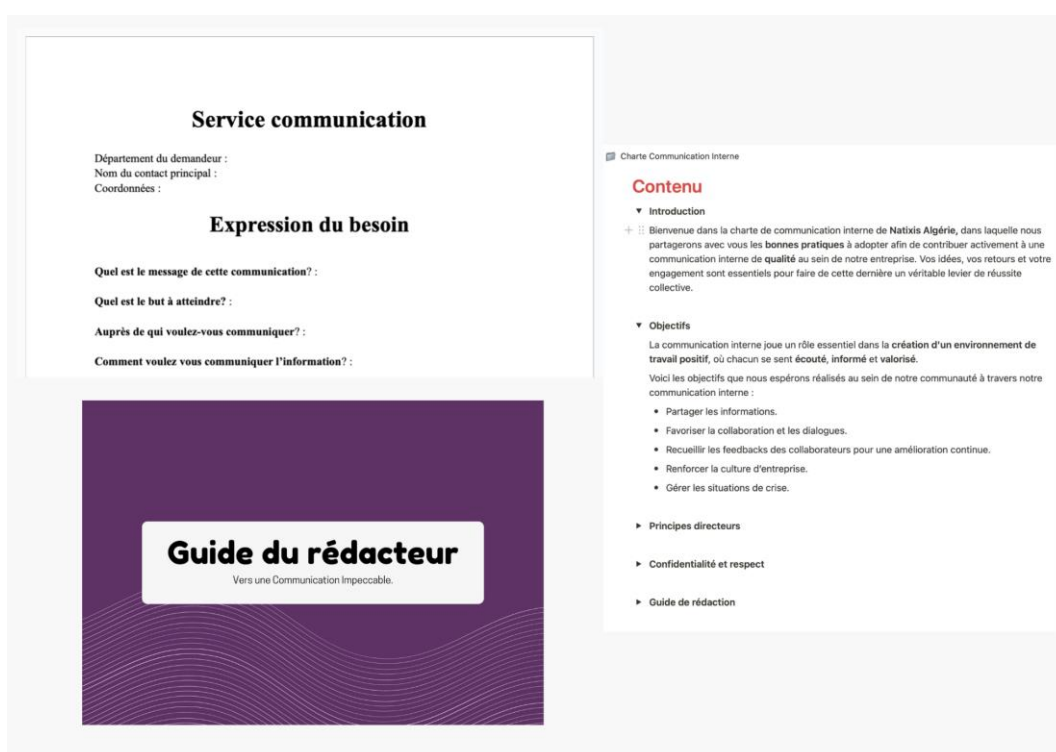 Service communication
Département du demandeur :
Nom du contact principal :
Coordonnées :
Expression du besoin
Quel est le message de cette communication? :
Quel est le but à atteindre? :
Auprès de qui voulez-vous communiquer? :
Comment voulez vous communiquer l'information? :
Guide du rédacteur
Vers une Communication Impeccable.
Charte Communication Interne
Contenu
Introduction
Bienvenue dans la charte de communication interne de Natixis Algérie, dans laquelle nous
partagerons avec vous les bonnes pratiques à adopter afin de contribuer activement à une
communication interne de qualité au sein de notre entreprise. Vos idées, vos retours et votre
engagement sont essentiels pour faire de cette dernière un véritable levier de réussite
collective.
Objectifs
La communication interne joue un rôle essentiel dans la création d'un environnement de
travail positif, où chacun se sent écouté, informé et valorisé.
Voici les objectifs que nous espérons réalisés au sein de notre communauté à travers notre
communication interne :
• Partager les informations.
• Favoriser la collaboration et les dialogues.
• Recueillir les feedbacks des collaborateurs pour une amélioration continue.
• Renforcer la culture d'entreprise.
• Gérer les situations de crise.
Principes directeurs
Confidentialité et respect
Guide de rédaction